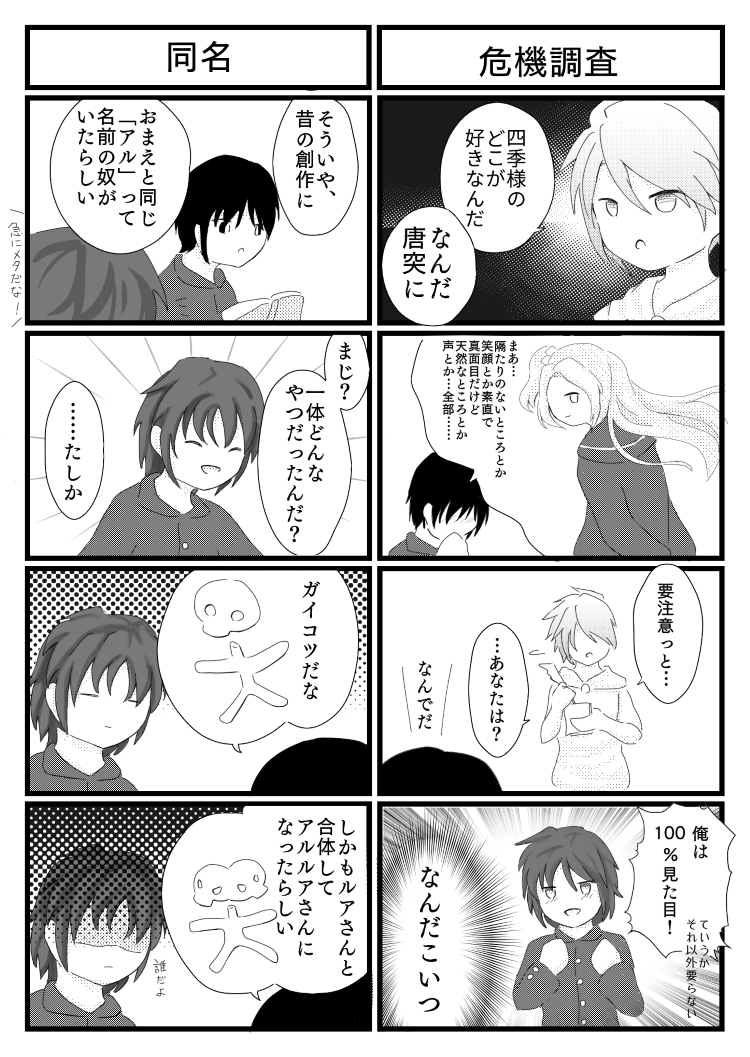 危機調査
四季様の
どこが
好きなんだ
なんだ
唐突に
まあ…
隔たりのないところとか
笑顔とか素直で
真面目だけど
天然なところとか
声とか…全部……
要注意っと…
…あなたは？
なんでだ
俺は
100％見た目！
ていうか
それ以外要らない
なんだこいつ
同名
そういや、
昔の創作に
おまえと同じ
「アル」って
名前の奴が
いたらしい
＼急にメタだな！／
まじ？
一体どんな
やつだったんだ？
……たしか
ガイコツだな
しかもルアさんと
合体して
アルルアさんに
なったらしい
誰だよ